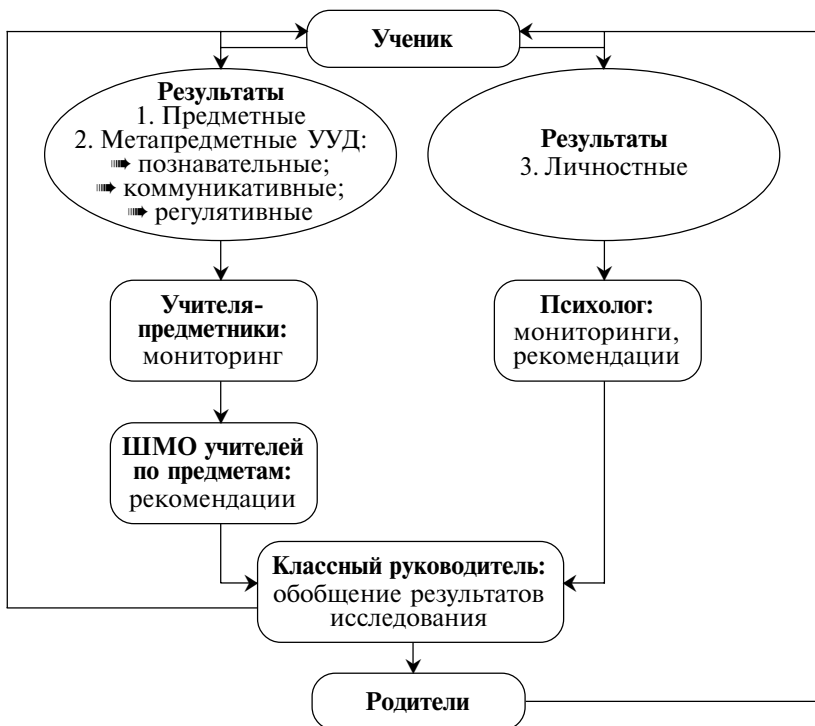 Ученик
Результаты
1. Предметные
2. Метапредметные УУД:
➠ познавательные;
➠ коммуникативные;
➠ регулятивные
Результаты
3. Личностные
Учителя-
предметники:
мониторинг
Психолог:
мониторинги,
рекомендации
ШМО учителей
по предметам:
рекомендации
Классный руководитель:
обобщение результатов
исследования
Родители